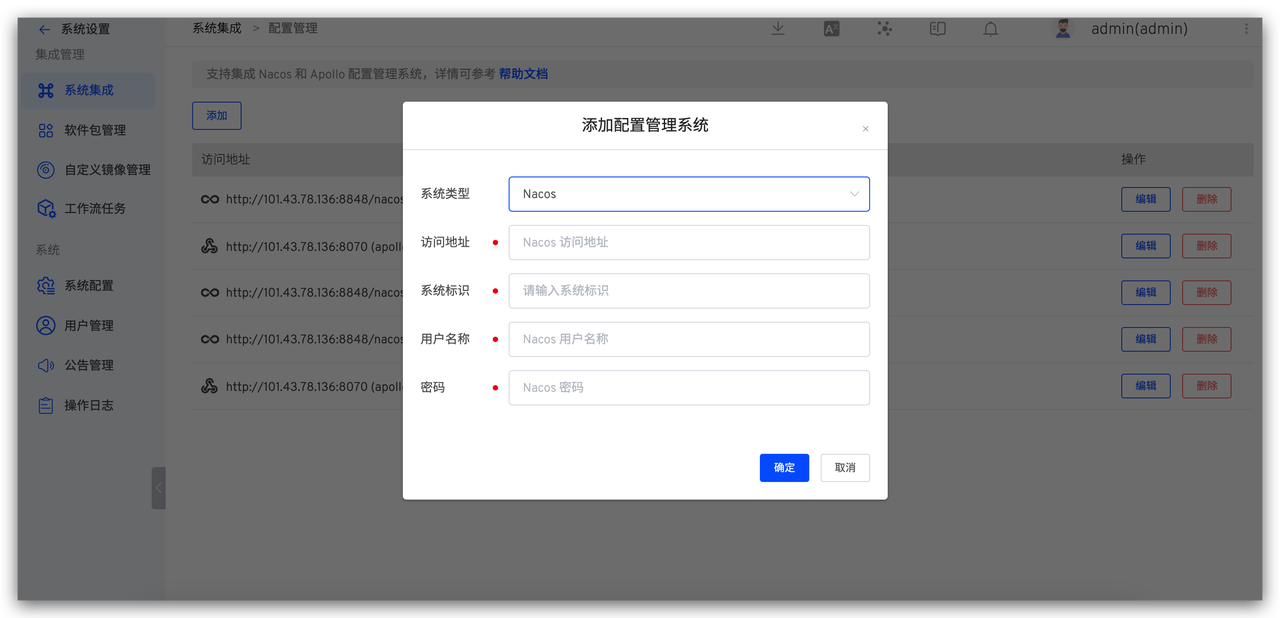 系统设置
系统集成 > 配置管理
admin(admin)
集成管理
系统集成
软件包管理
自定义镜像管理
工作流任务
系统
系统配置
用户管理
公告管理
操作日志
支持集成 Nacos 和 Apollo 配置管理系统，详情可参考 帮助文档
添加
访问地址
操作
http://101.43.78.136:8848/nacos
编辑
删除
http://101.43.78.136:8070 (apoll
编辑
删除
http://101.43.78.136:8848/nacos
编辑
删除
http://101.43.78.136:8848/nacos
编辑
删除
http://101.43.78.136:8070 (apoll
编辑
删除
添加配置管理系统
×
系统类型
Nacos
访问地址
Nacos 访问地址
系统标识
请输入系统标识
用户名称
Nacos 用户名称
密码
Nacos 密码
确定
取消